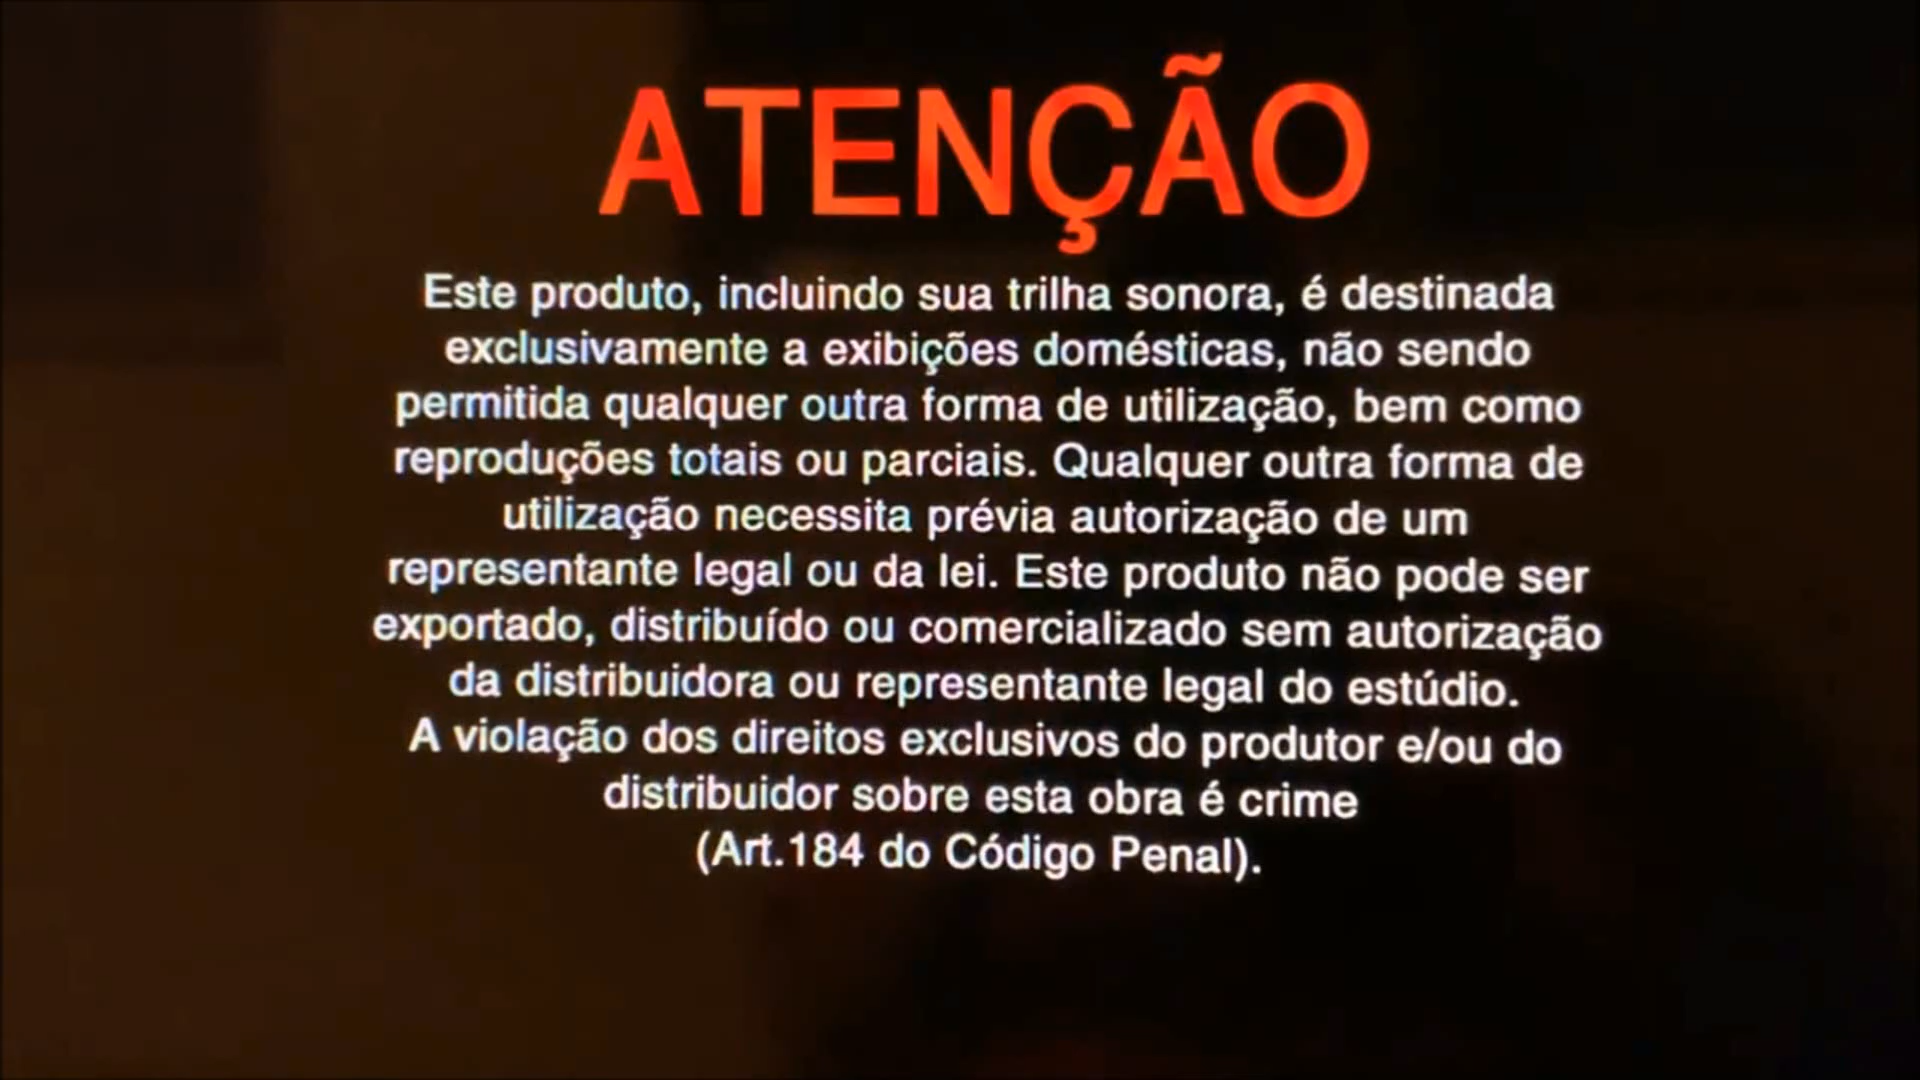 ATENÇÃO
Este produto, incluindo sua trilha sonora, é destinada
exclusivamente a exibições domésticas, não sendo
permitida qualquer outra forma de utilização, bem como
reproduções totais ou parciais. Qualquer outra forma de
utilização necessita prévia autorização de um
representante legal ou da lei. Este produto não pode ser
exportado, distribuído ou comercializado sem autorização
da distribuidora ou representante legal do estúdio.
A violação dos direitos exclusivos do produtor e/ou do
distribuidor sobre esta obra é crime
(Art.184 do Código Penal).